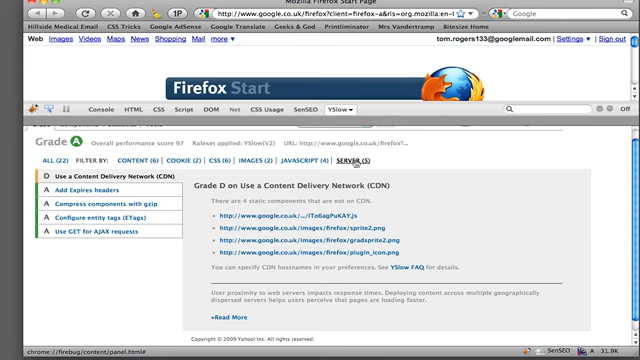 Mozilla Firefox Start Page
1P
http://www.google.co.uk/firefox?client=firefox-a&rls=org.mozilla:en-
Google
Hillside Medical Email CSS Tricks Google AdSense Google Translate Geeks & God Printerliminator Mrs Vandertramp Bitesize Home
Web Images Maps News Shopping Mail more ▾
tom.rogers133@googlemail.com | Settings ▾ | Sign out
Firefox Start
Console HTML CSS Script DOM Net CSS Usage SenSEO YSlow ▾
Off
Grade A Overall performance score 97 Ruleset applied: YSlow(V2) URL: http://www.google.co.uk/firefox?...
ALL (22) FILTER BY: CONTENT (6) | COOKIE (2) | CSS (6) | IMAGES (2) | JAVASCRIPT (4) | SERVER (5)
D Use a Content Delivery Network (CDN)
A Add Expires headers
A Compress components with gzip
A Configure entity tags (ETags)
A Use GET for AJAX requests
Grade D on Use a Content Delivery Network (CDN)
There are 4 static components that are not on CDN.
http://www.google.co.uk/.../iTo6agPuKAY.js
http://www.google.co.uk/images/firefox/sprite2.png
http://www.google.co.uk/images/firefox/gradsprite2.png
http://www.google.co.uk/images/firefox/plugin_icon.png
You can specify CDN hostnames in your preferences. See YSlow FAQ for details.
User proximity to web servers impacts response times. Deploying content across multiple geographically
dispersed servers helps users perceive that pages are loading faster.
»Read More
Copyright © 2009 Yahoo! Inc. All rights reserved.
chrome://firebug/content/panel.html#
SenSEO A 31.9K